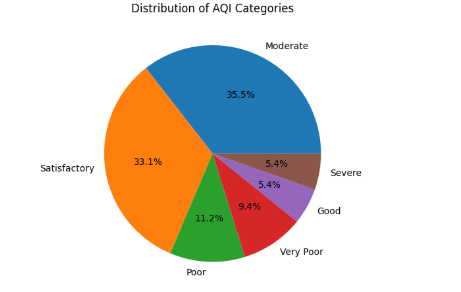 Distribution of AQI Categories
Moderate
35.5%
Satisfactory
33.1%
Poor
11.2%
Very Poor
9.4%
Good
5.4%
Severe
5.4%